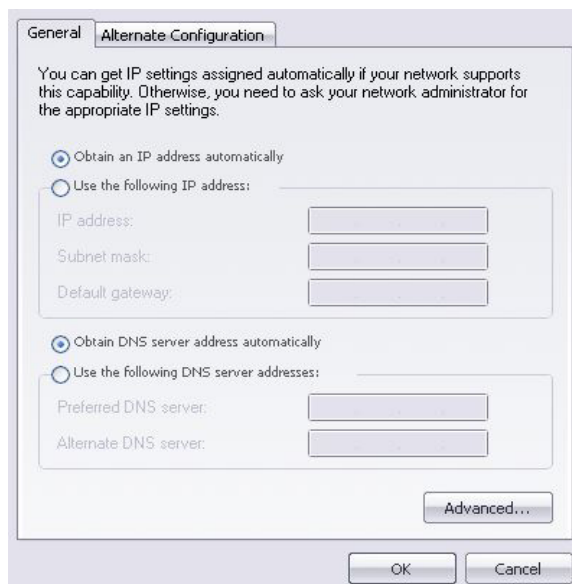 General
Alternate Configuration
You can get IP settings assigned automatically if your network supports
this capability. Otherwise, you need to ask your network administrator for
the appropriate IP settings.
Obtain an IP address automatically
Use the following IP address:
IP address:
Subnet mask:
Default gateway:
Obtain DNS server address automatically
Use the following DNS server addresses:
Preferred DNS server:
Alternate DNS server:
Advanced...
OK
Cancel